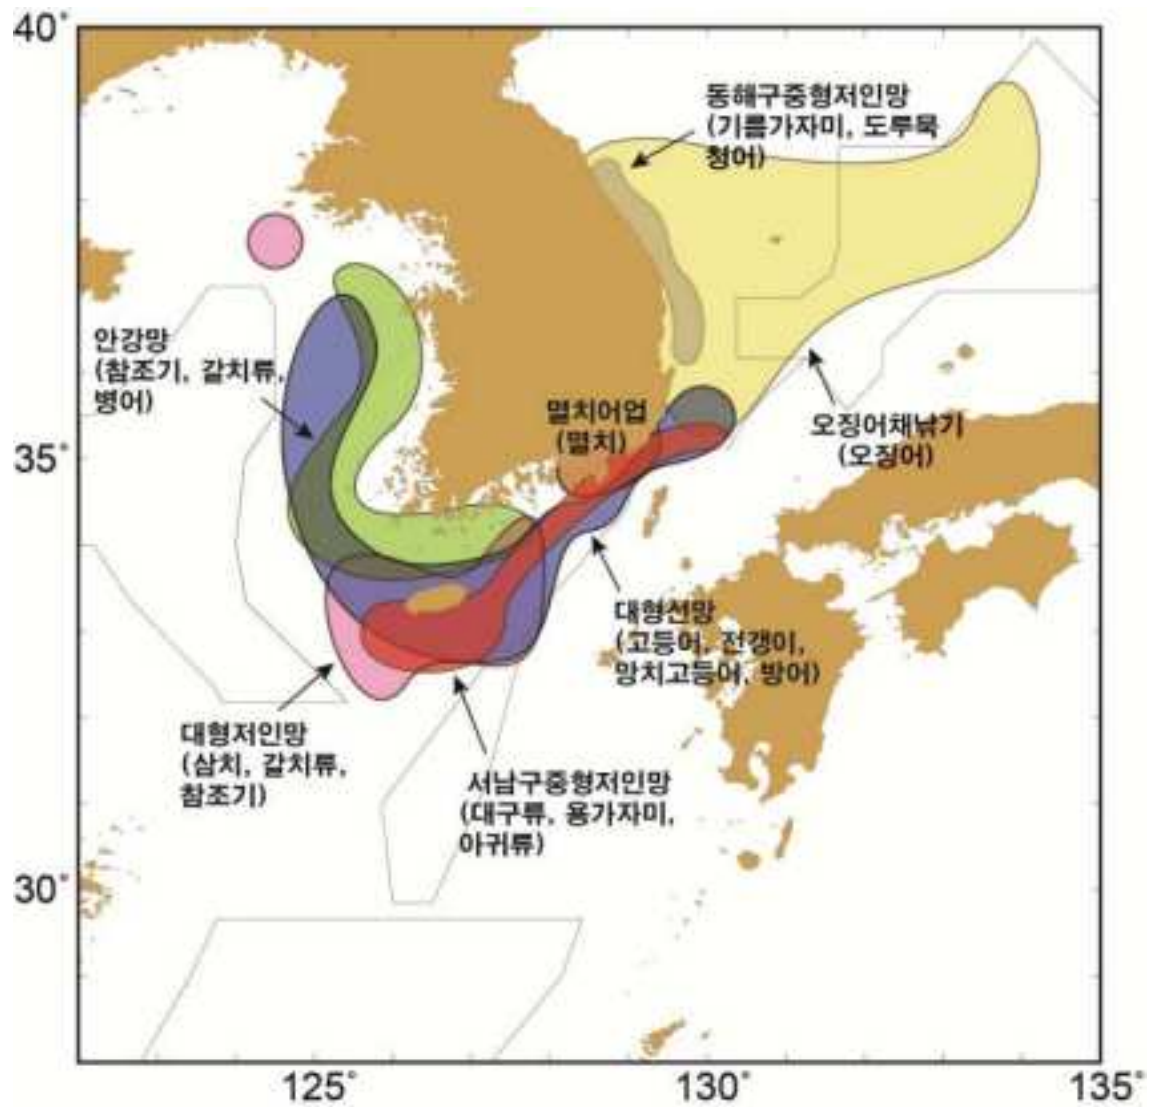 40°
동해구중형저인망
(기름가자미, 도루묵
청어)
안강망
(참조기, 갈치류,
병어)
멸치어업
(멸치)
오징어채낚기
(오징어)
35°
대형선망
(고등어, 전갱이,
망치고등어, 방어)
대형저인망
(삼치, 갈치류,
참조기)
서남구중형저인망
(대구류, 용가자미,
아귀류)
30°
125°
130°
135°